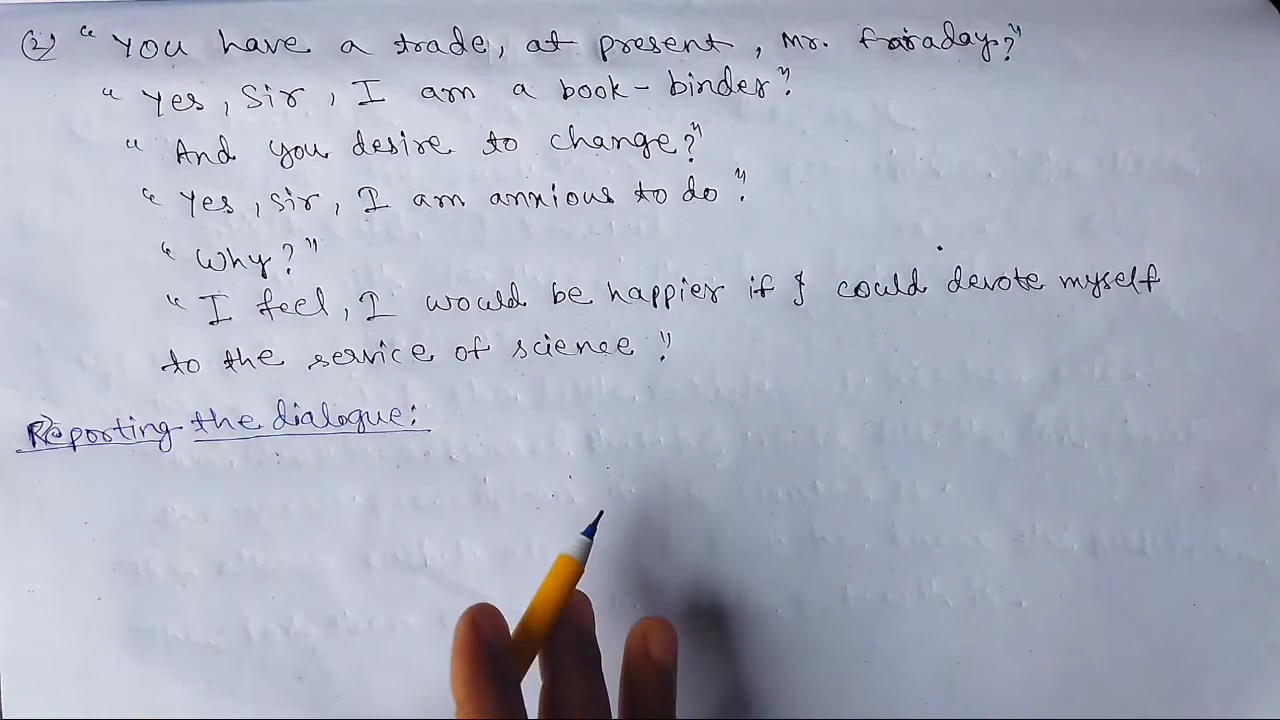 (2) "You have a trade, at present, Mr. Faraday?"
"Yes, Sir, I am a book-binder".
"And you desire to change?"
"Yes, sir, I am anxious to do".
"Why?"
"I feel, I would be happier if I could devote myself
to the service of science".
Reporting the dialogue: